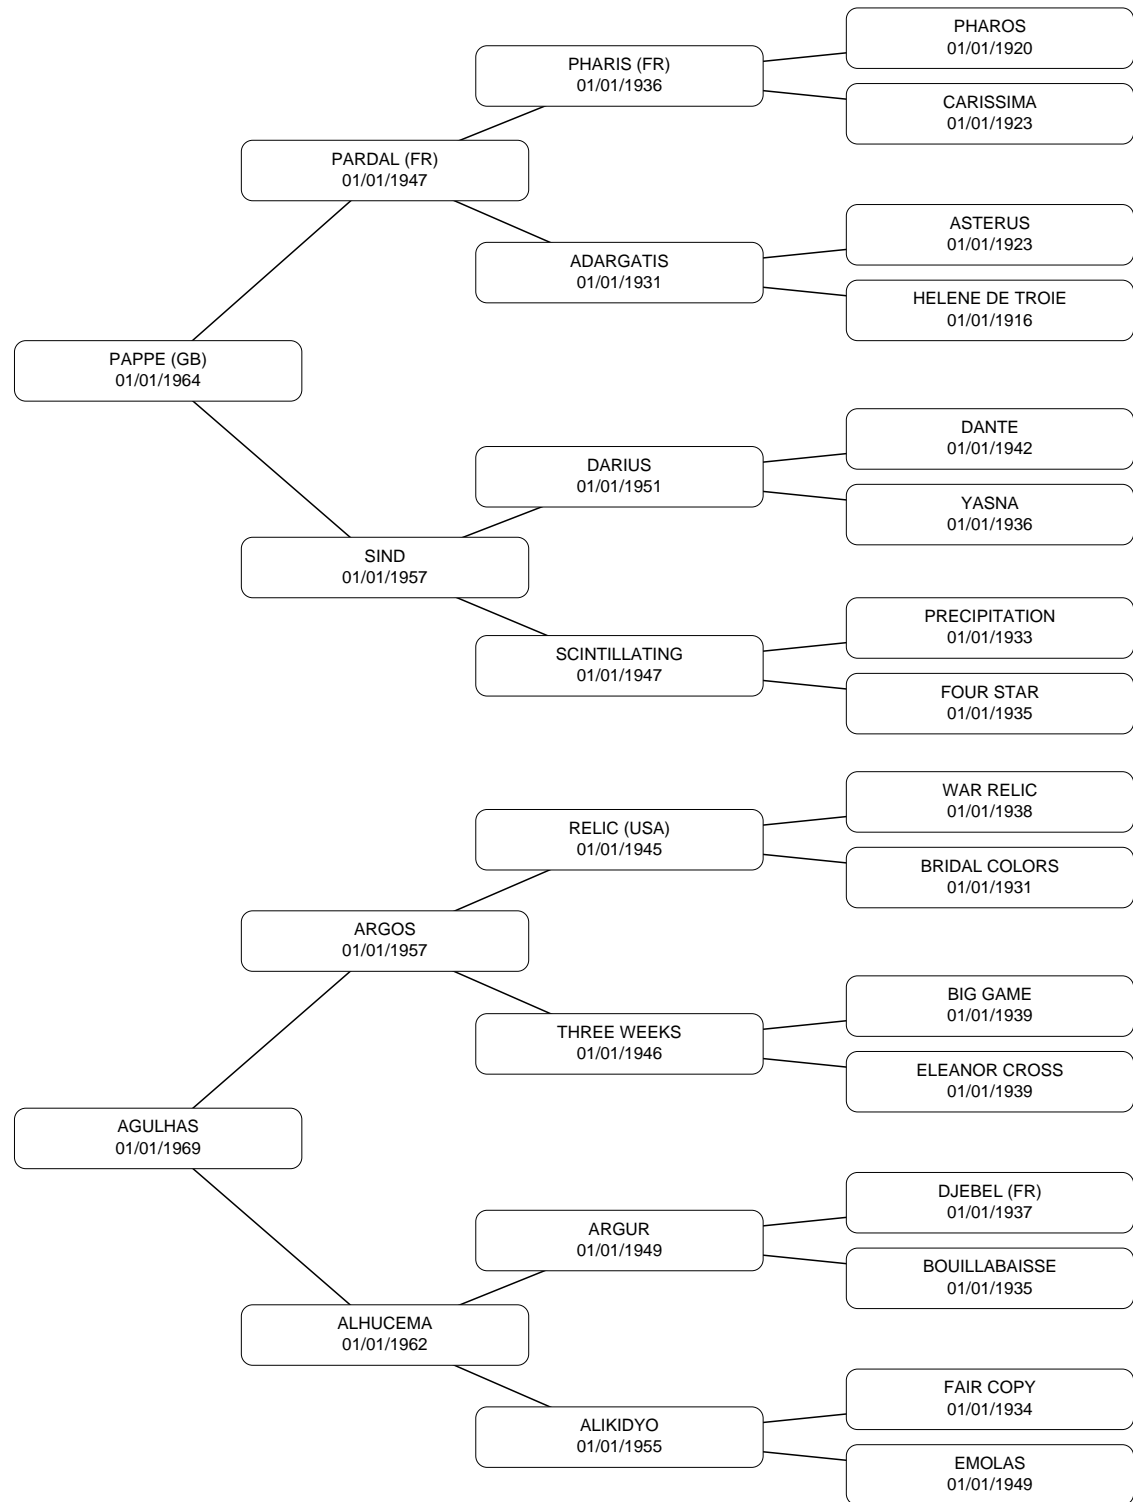 PHAROS
01/01/1920
PHARIS (FR)
01/01/1936
CARISSIMA
01/01/1923
PARDAL (FR)
01/01/1947
ASTERUS
01/01/1923
ADARGATIS
01/01/1931
HELENE DE TROIE
01/01/1916
PAPPE (GB)
01/01/1964
DANTE
01/01/1942
DARIUS
01/01/1951
YASNA
01/01/1936
SIND
01/01/1957
PRECIPITATION
01/01/1933
SCINTILLATING
01/01/1947
FOUR STAR
01/01/1935
WAR RELIC
01/01/1938
RELIC (USA)
01/01/1945
BRIDAL COLORS
01/01/1931
ARGOS
01/01/1957
BIG GAME
01/01/1939
THREE WEEKS
01/01/1946
ELEANOR CROSS
01/01/1939
AGULHAS
01/01/1969
DJEBEL (FR)
01/01/1937
ARGUR
01/01/1949
BOUILLABAISSE
01/01/1935
ALHUCEMA
01/01/1962
FAIR COPY
01/01/1934
ALIKIDYO
01/01/1955
EMOLAS
01/01/1949